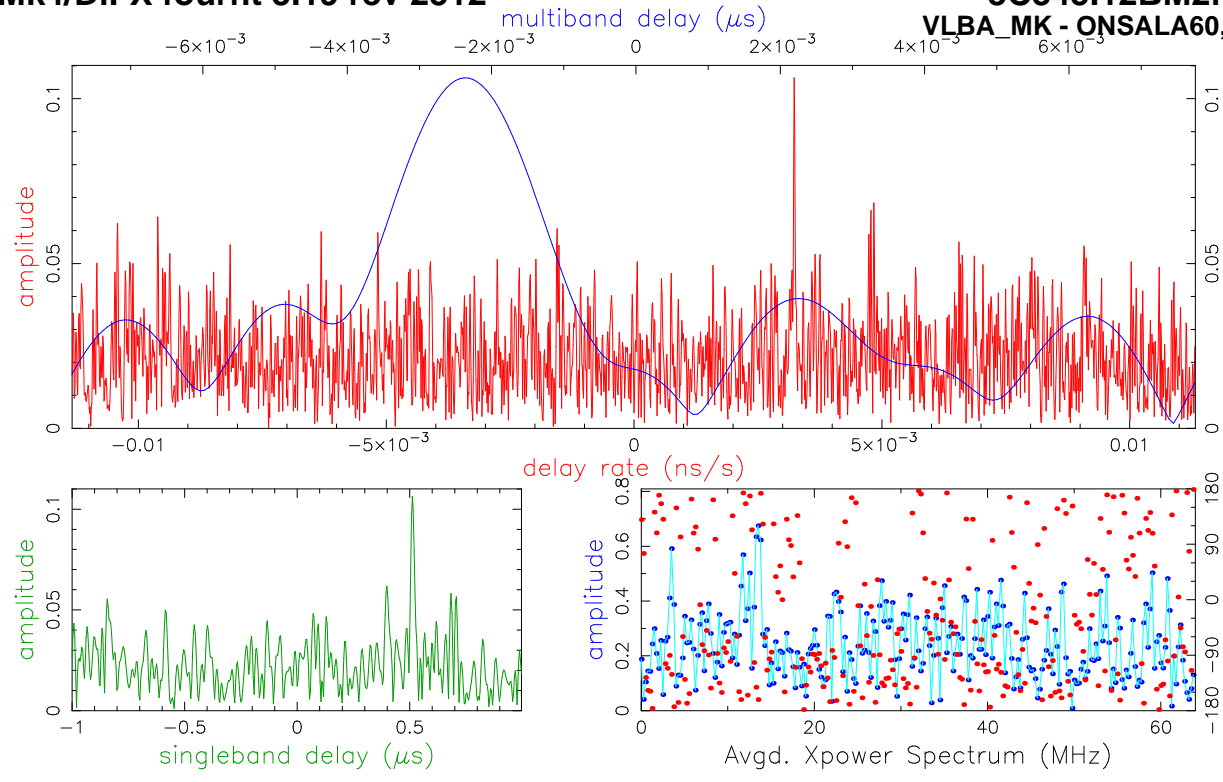 multiband delay (μs)
VLBA_MK - ONSALA60,
−6×10⁻³ −4×10⁻³ −2×10⁻³ 0 2×10⁻³ 4×10⁻³ 6×10⁻³
amplitude
0.1 0.05 0
0.1 0.05 0
−0.01 −5×10⁻³ 0 5×10⁻³ 0.01
delay rate (ns/s)
amplitude
0.1 0.05 0
−1 −0.5 0 0.5
singleband delay (μs)
amplitude
0.8 0.6 0.4 0.2 0
180 90 0 −90 −180
0 20 40 60
Avgd. Xpower Spectrum (MHz)